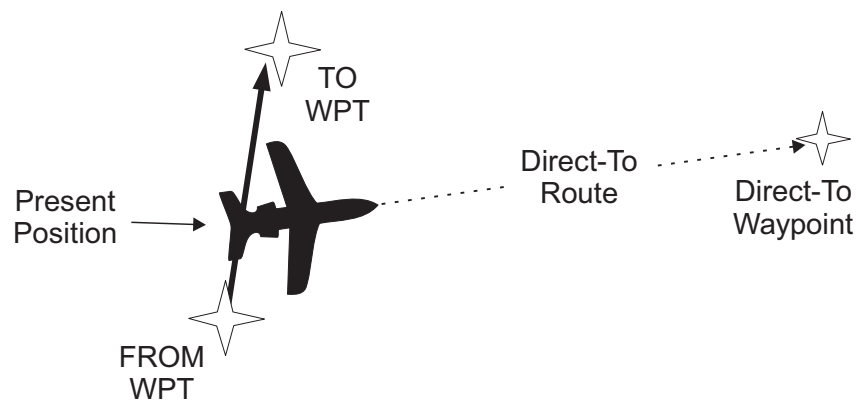 TO
WPT
Direct-To
Route
Present
Position
Direct-To
Waypoint
FROM
WPT